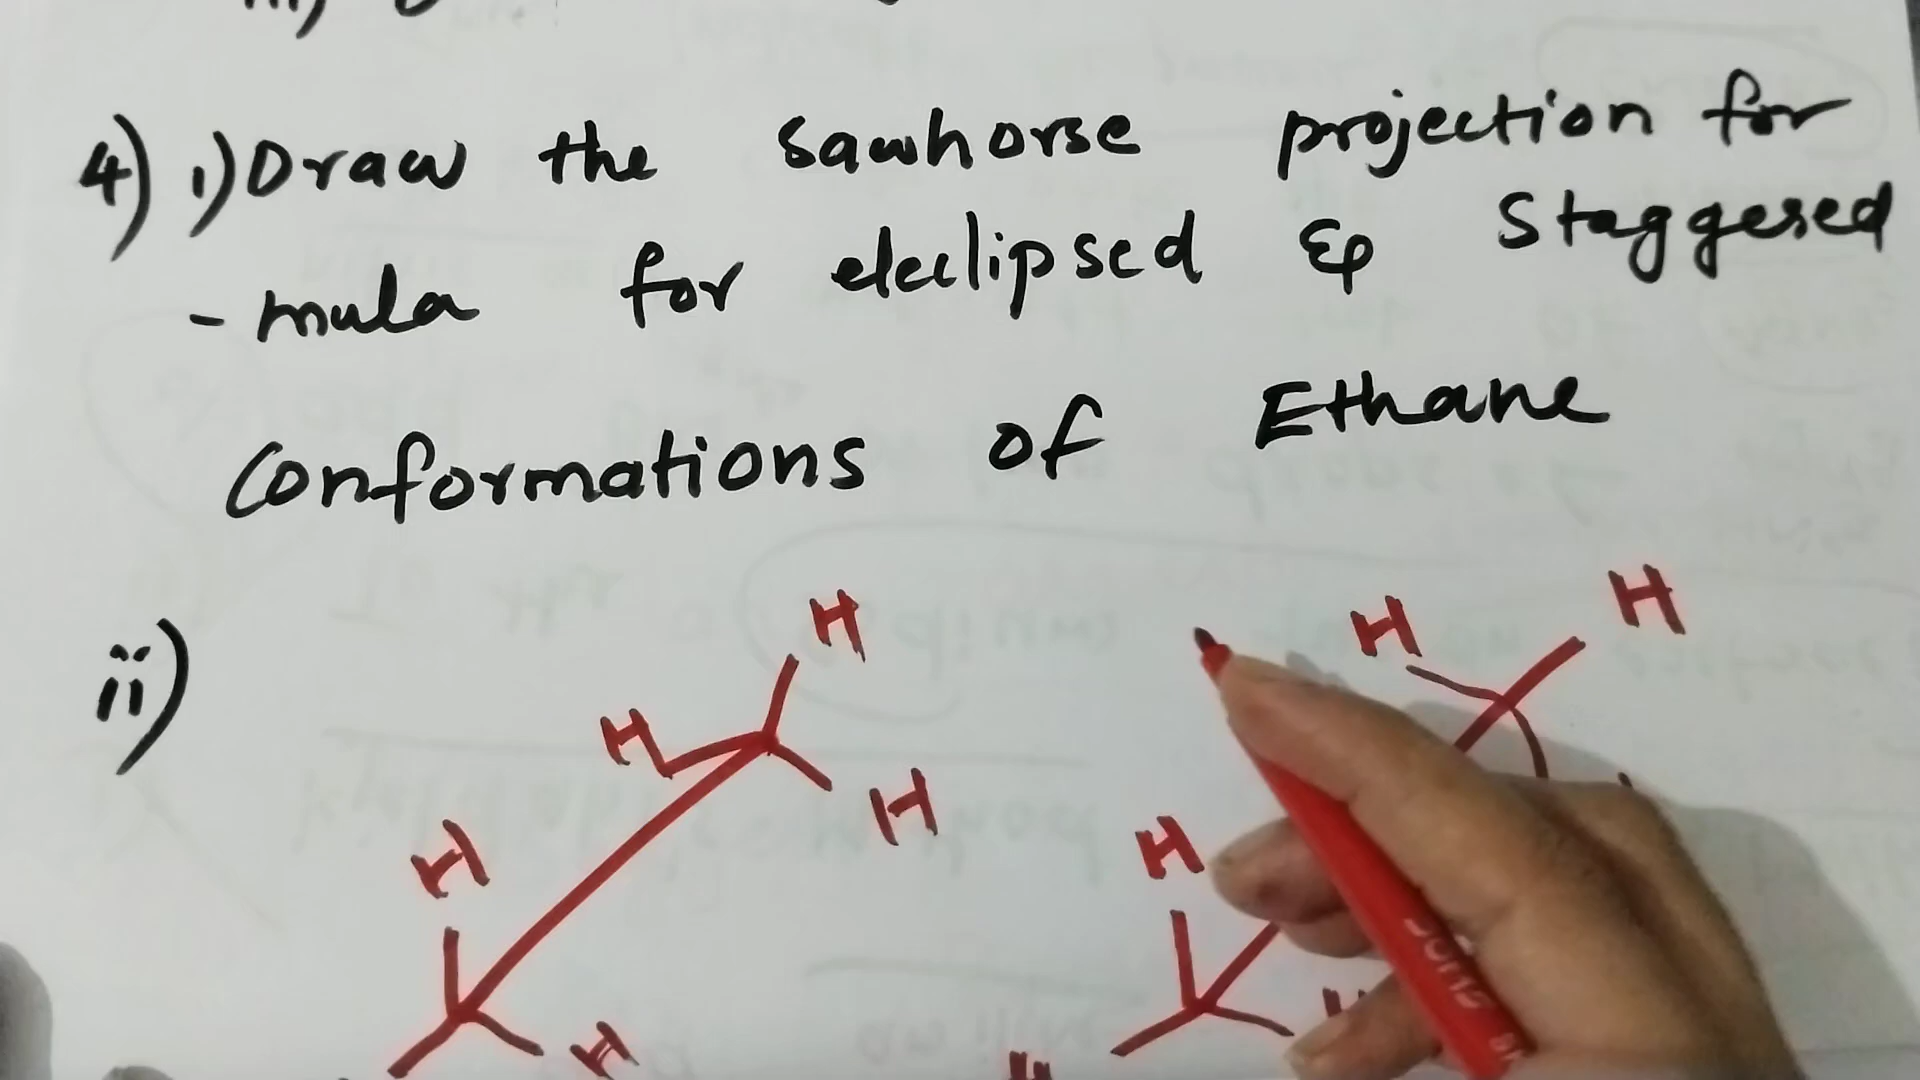 4) i) Draw the sawhorse projection for
- mula for eleclipsed & Staggered
Conformations of Ethane
ii)
H H H
H H
H H
H H
H H